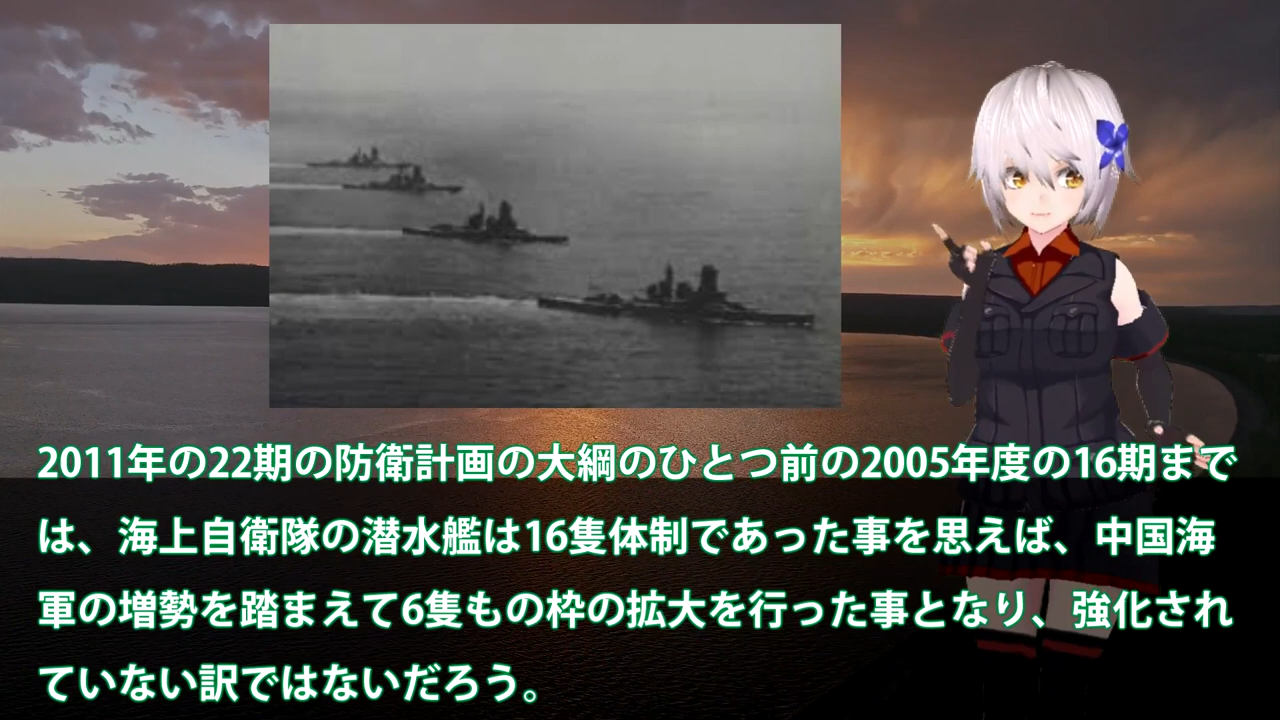 2011年の22期の防衛計画の大綱のひとつ前の2005年度の16期まで
は、海上自衛隊の潜水艦は16隻体制であった事を思えば、中国海
軍の増勢を踏まえて6隻もの枠の拡大を行った事となり、強化され
ていない訳ではないだろう。